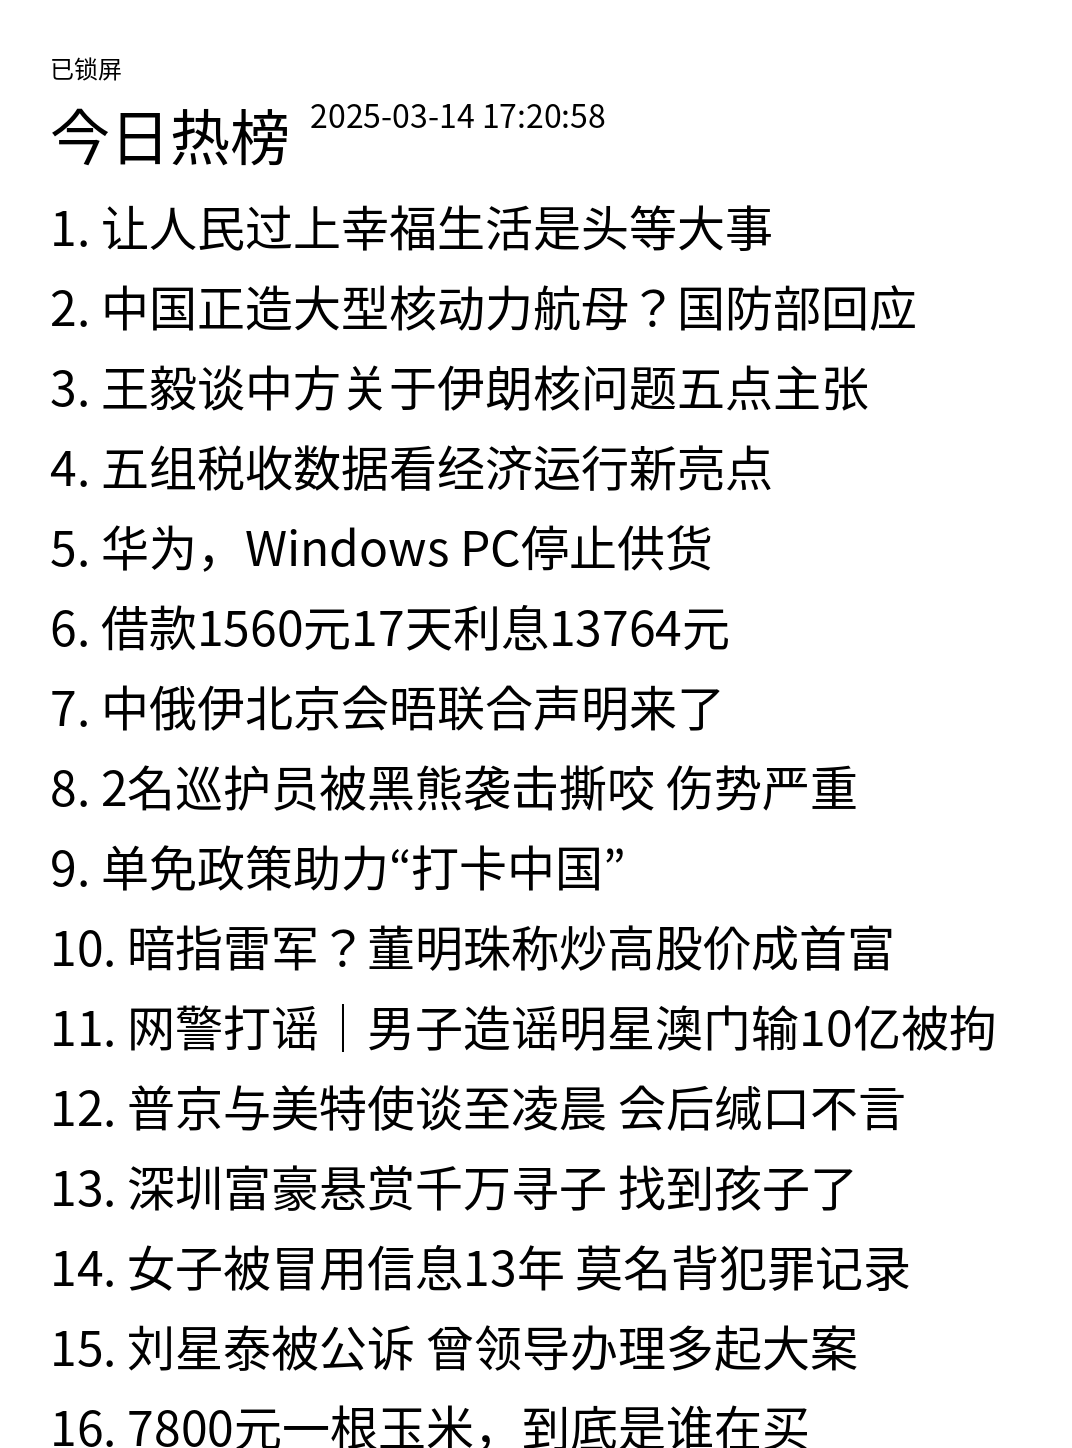 已锁屏
今日热榜 2025-03-14 17:20:58
1. 让人民过上幸福生活是头等大事
2. 中国正造大型核动力航母？国防部回应
3. 王毅谈中方关于伊朗核问题五点主张
4. 五组税收数据看经济运行新亮点
5. 华为，Windows PC停止供货
6. 借款1560元17天利息13764元
7. 中俄伊北京会晤联合声明来了
8. 2名巡护员被黑熊袭击撕咬 伤势严重
9. 单免政策助力“打卡中国”
10. 暗指雷军？董明珠称炒高股价成首富
11. 网警打谣｜男子造谣明星澳门输10亿被拘
12. 普京与美特使谈至凌晨 会后缄口不言
13. 深圳富豪悬赏千万寻子 找到孩子了
14. 女子被冒用信息13年 莫名背犯罪记录
15. 刘星泰被公诉 曾领导办理多起大案
16. 7800元一根玉米，到底是谁在买